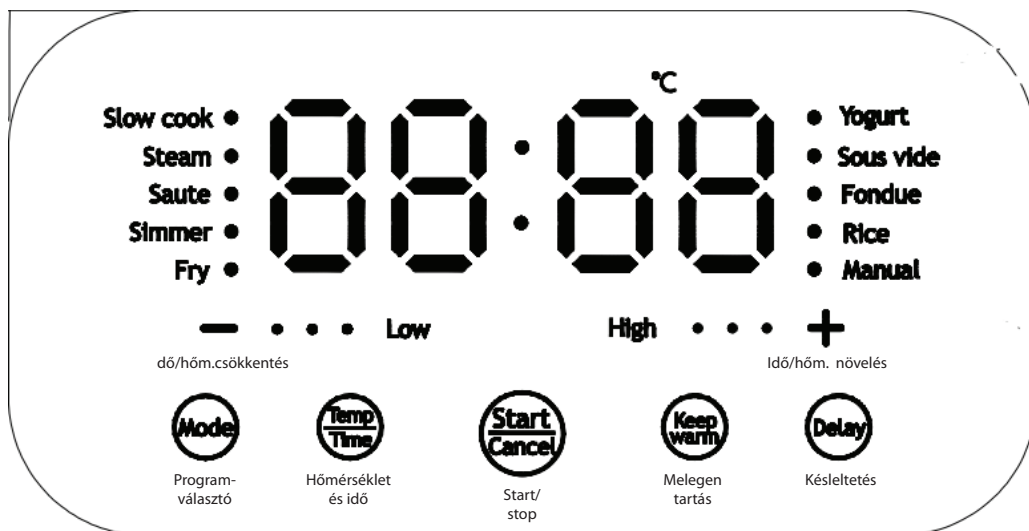 °C
88:88
Slow cook
Steam
Saute
Simmer
Fry
Yogurt
Sous vide
Fondue
Rice
Manual
− ... Low
High ... +
dő/hőm.csökkentés
Idő/hőm. növelés
Mode
Temp
Time
Start
Cancel
Keep
warm
Delay
Program-
választó
Hőmérséklet
és idő
Start/
stop
Melegen
tartás
Késleltetés